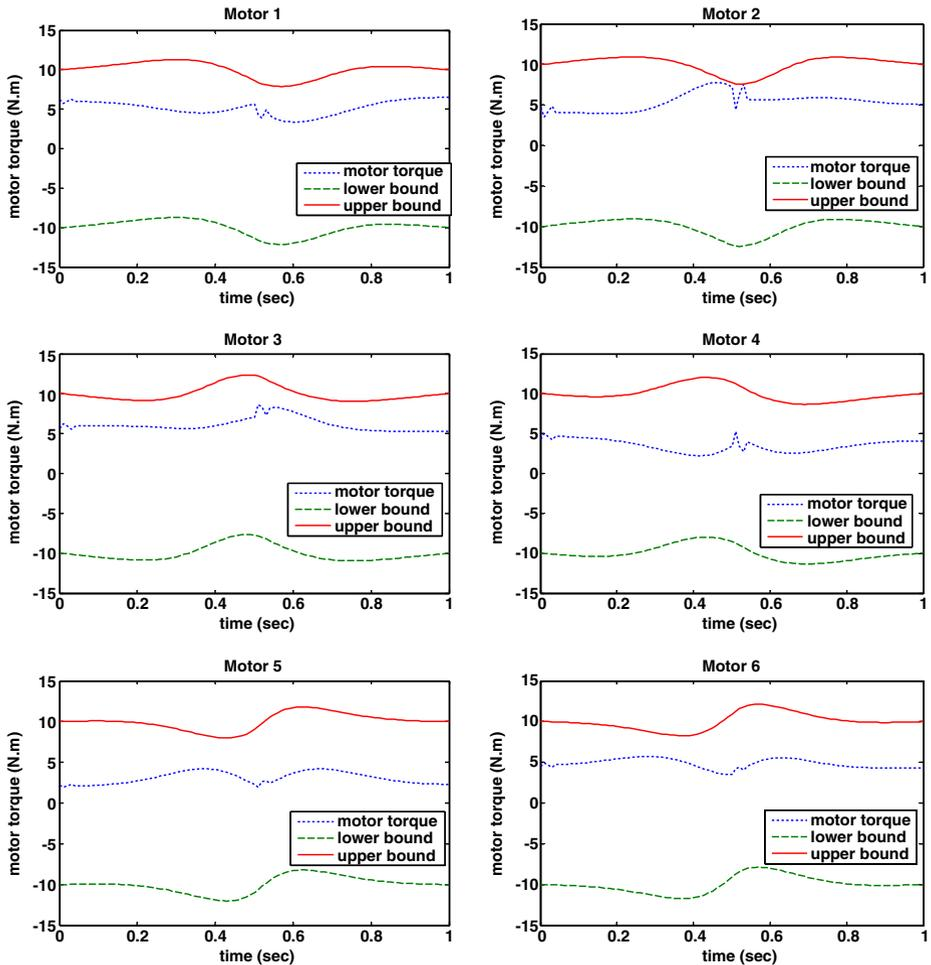 Motor 1
motor torque (N.m)
15
10
5
0
-5
-10
-15
0
0.2
0.4
0.6
0.8
1
time (sec)
motor torque
lower bound
upper bound
Motor 2
motor torque (N.m)
15
10
5
0
-5
-10
-15
0
0.2
0.4
0.6
0.8
1
time (sec)
motor torque
lower bound
upper bound
Motor 3
motor torque (N.m)
15
10
5
0
-5
-10
-15
0
0.2
0.4
0.6
0.8
1
time (sec)
motor torque
lower bound
upper bound
Motor 4
motor torque (N.m)
15
10
5
0
-5
-10
-15
0
0.2
0.4
0.6
0.8
1
time (sec)
motor torque
lower bound
upper bound
Motor 5
motor torque (N.m)
15
10
5
0
-5
-10
-15
0
0.2
0.4
0.6
0.8
1
time (sec)
motor torque
lower bound
upper bound
Motor 6
motor torque (N.m)
15
10
5
0
-5
-10
-15
0
0.2
0.4
0.6
0.8
1
time (sec)
motor torque
lower bound
upper bound